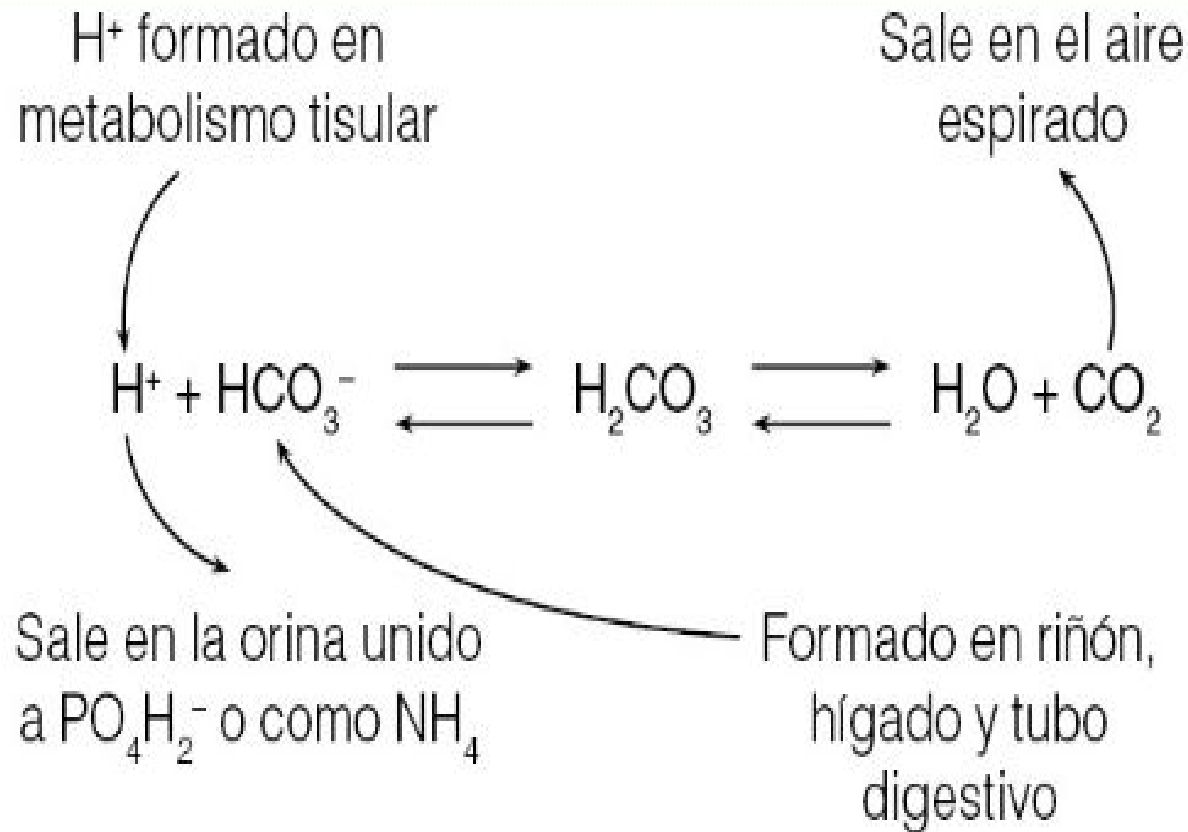 H⁺ formado en
metabolismo tisular
Sale en el aire
espirado
H⁺ + HCO₃⁻ H₂CO₃ H₂O + CO₂
Sale en la orina unido
a PO₄H₂⁻ o como NH₄
Formado en riñón,
hígado y tubo
digestivo